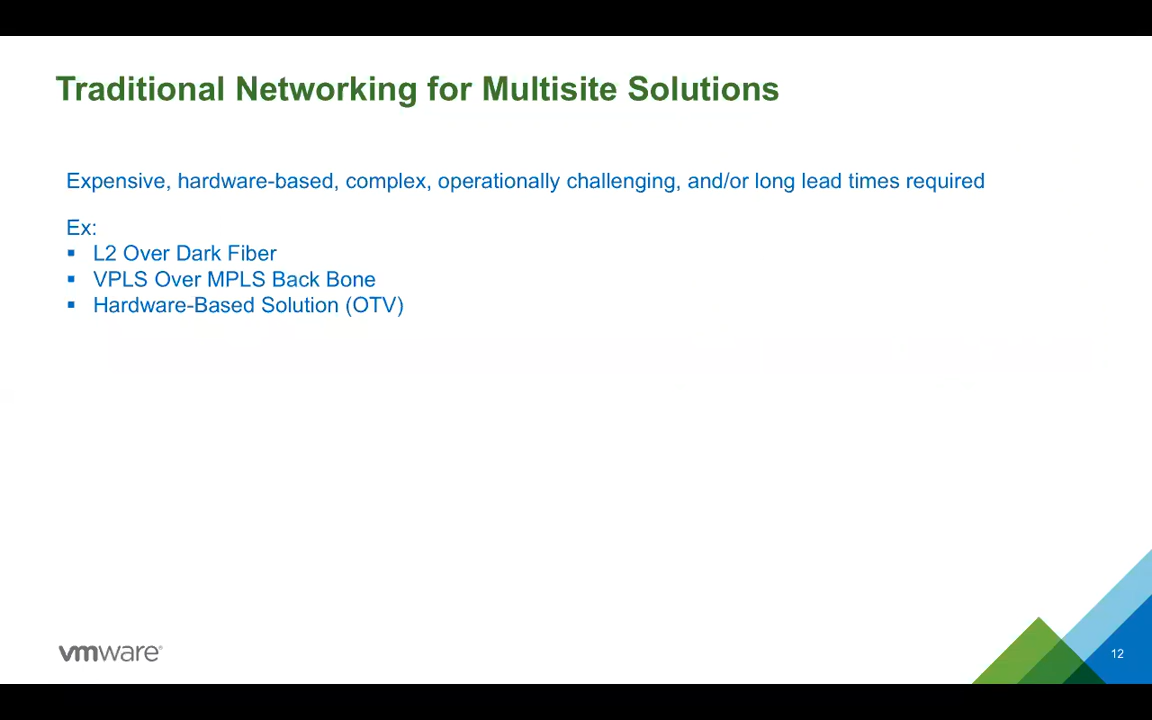 Traditional Networking for Multisite Solutions
Expensive, hardware-based, complex, operationally challenging, and/or long lead times required
Ex:
▪ L2 Over Dark Fiber
▪ VPLS Over MPLS Back Bone
▪ Hardware-Based Solution (OTV)
vmware®
12